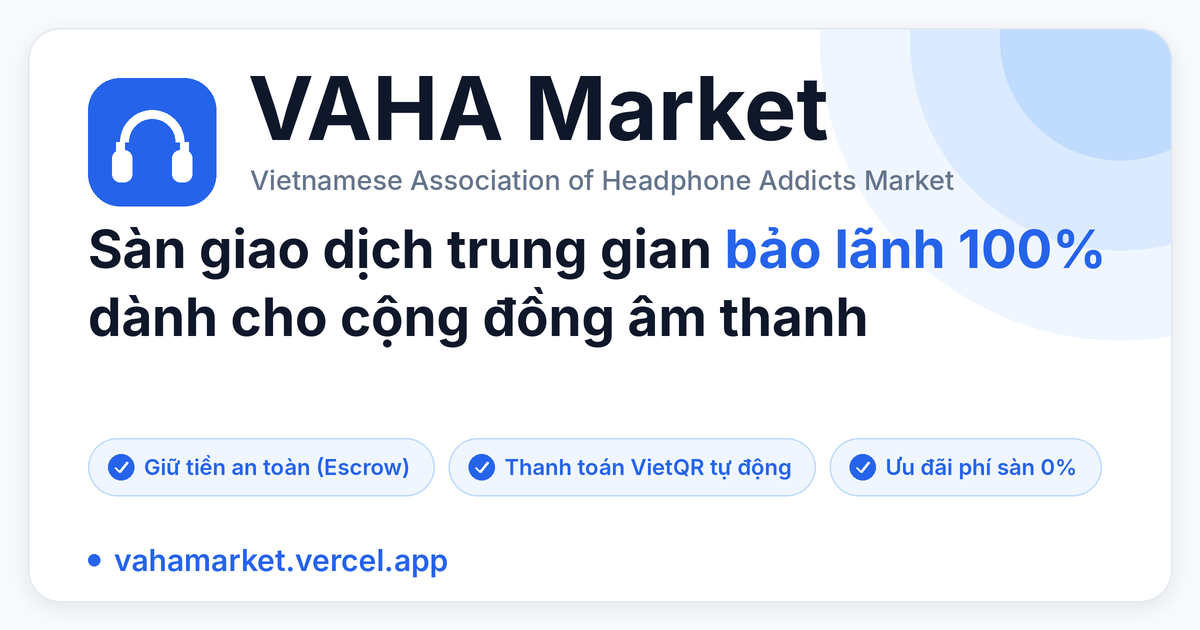 VAHA Market
Vietnamese Association of Headphone Addicts Market
Sàn giao dịch trung gian bảo lãnh 100%
dành cho cộng đồng âm thanh
Giữ tiền an toàn (Escrow)
Thanh toán VietQR tự động
Ưu đãi phí sàn 0%
vahamarket.vercel.app